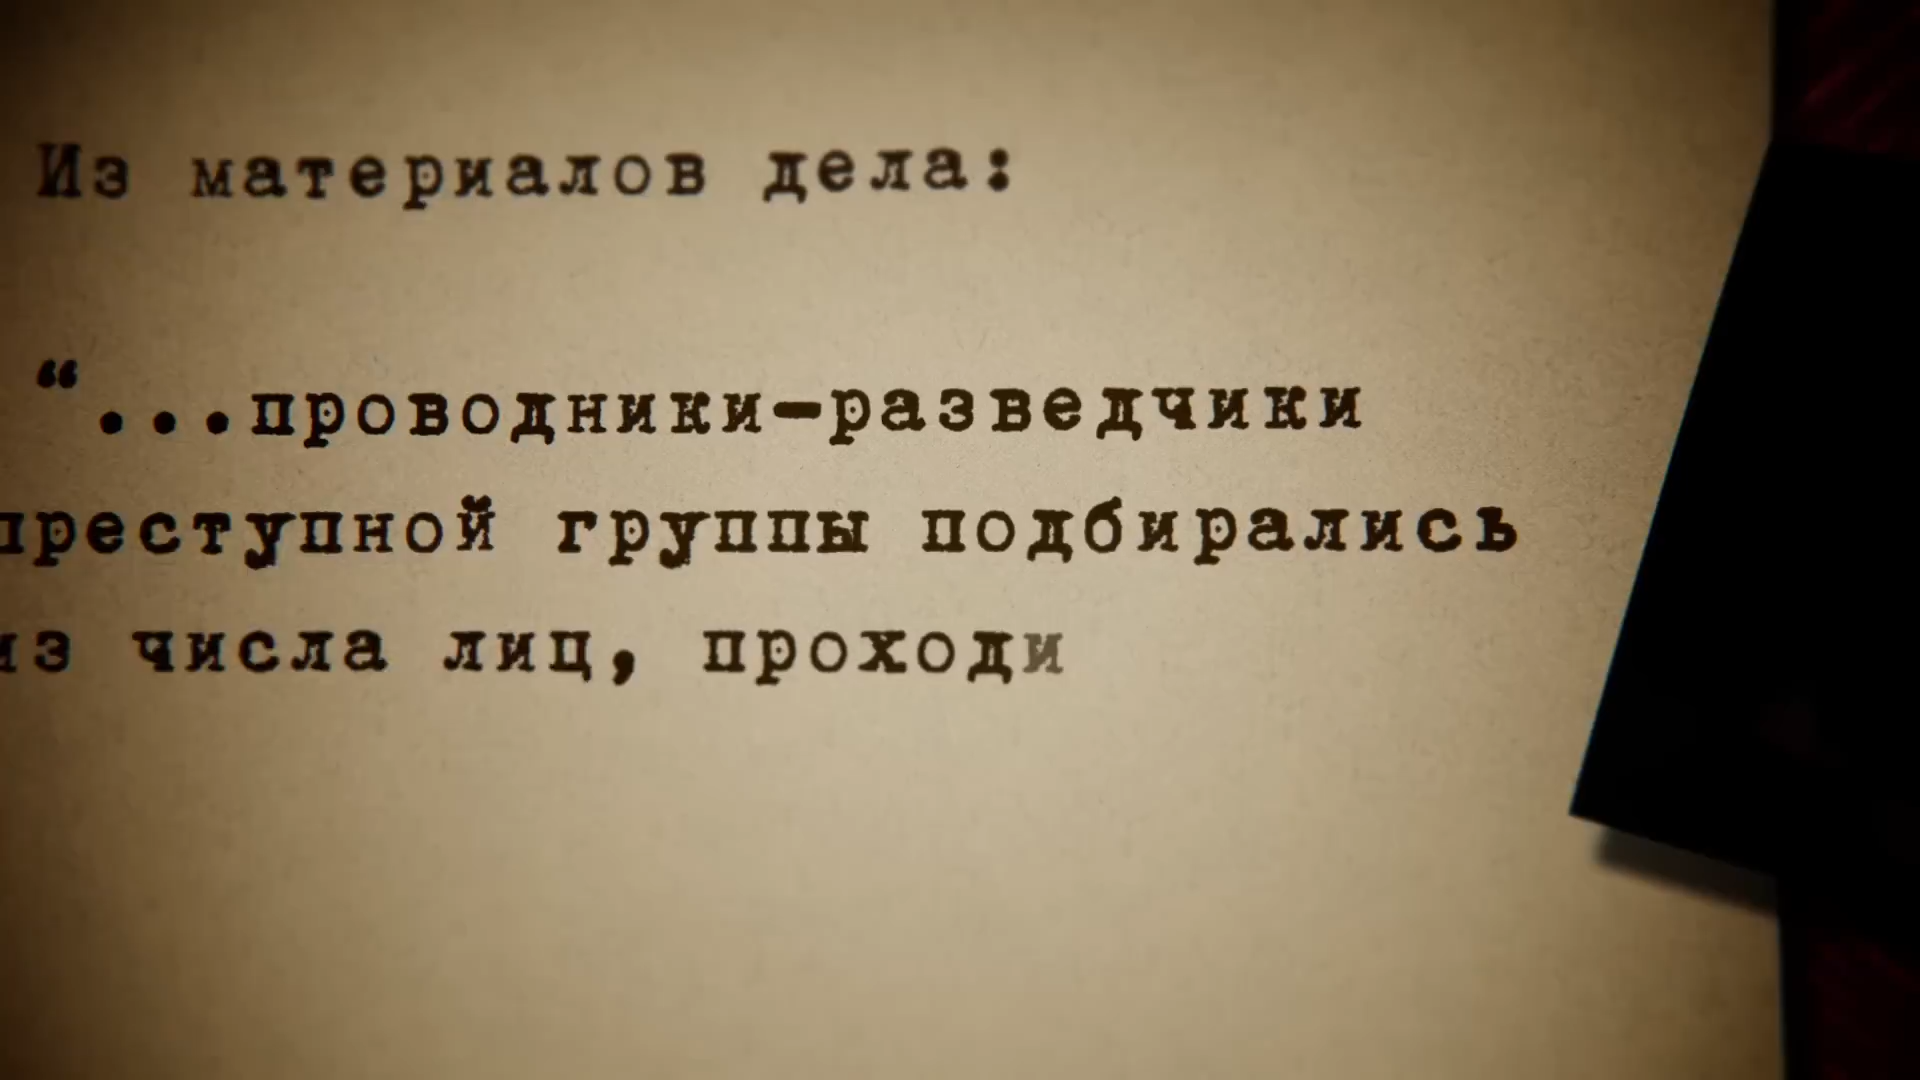 Из материалов дела:
“...проводники-разведчики
преступной группы подбирались
из числа лиц, проходи